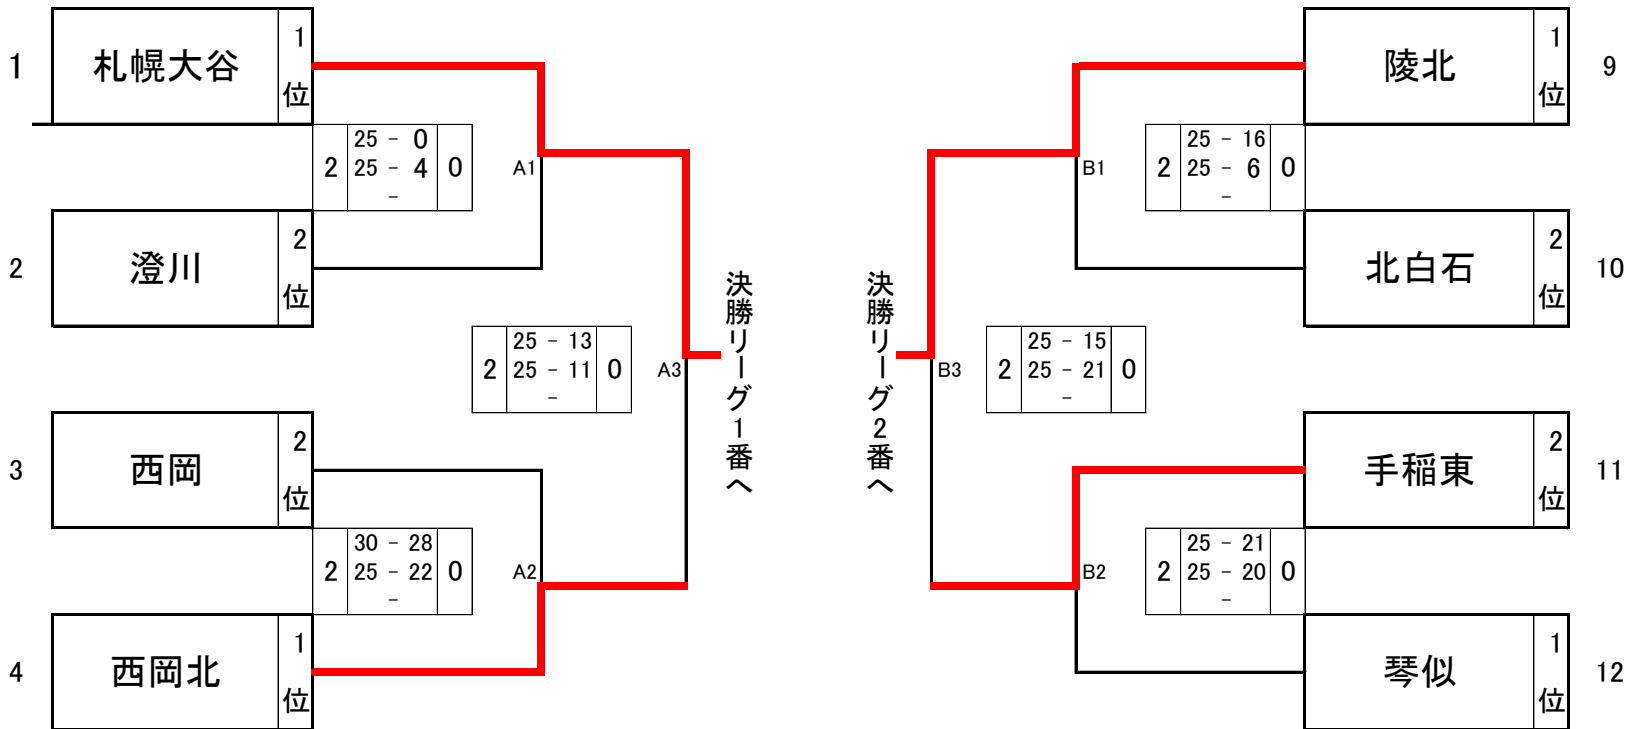 1
札幌大谷
1
位
2
25 - 0
25 - 4
-
0
A1
2
澄川
2
位
2
25 - 13
25 - 11
-
0
A3
決勝リーグ1番へ
3
西岡
2
位
2
30 - 28
25 - 22
-
0
A2
4
西岡北
1
位
陵北
1
位
9
B1
2
25 - 16
25 - 6
-
0
北白石
2
位
10
決勝リーグ2番へ
B3
2
25 - 15
25 - 21
-
0
手稲東
2
位
11
B2
2
25 - 21
25 - 20
-
0
琴似
1
位
12